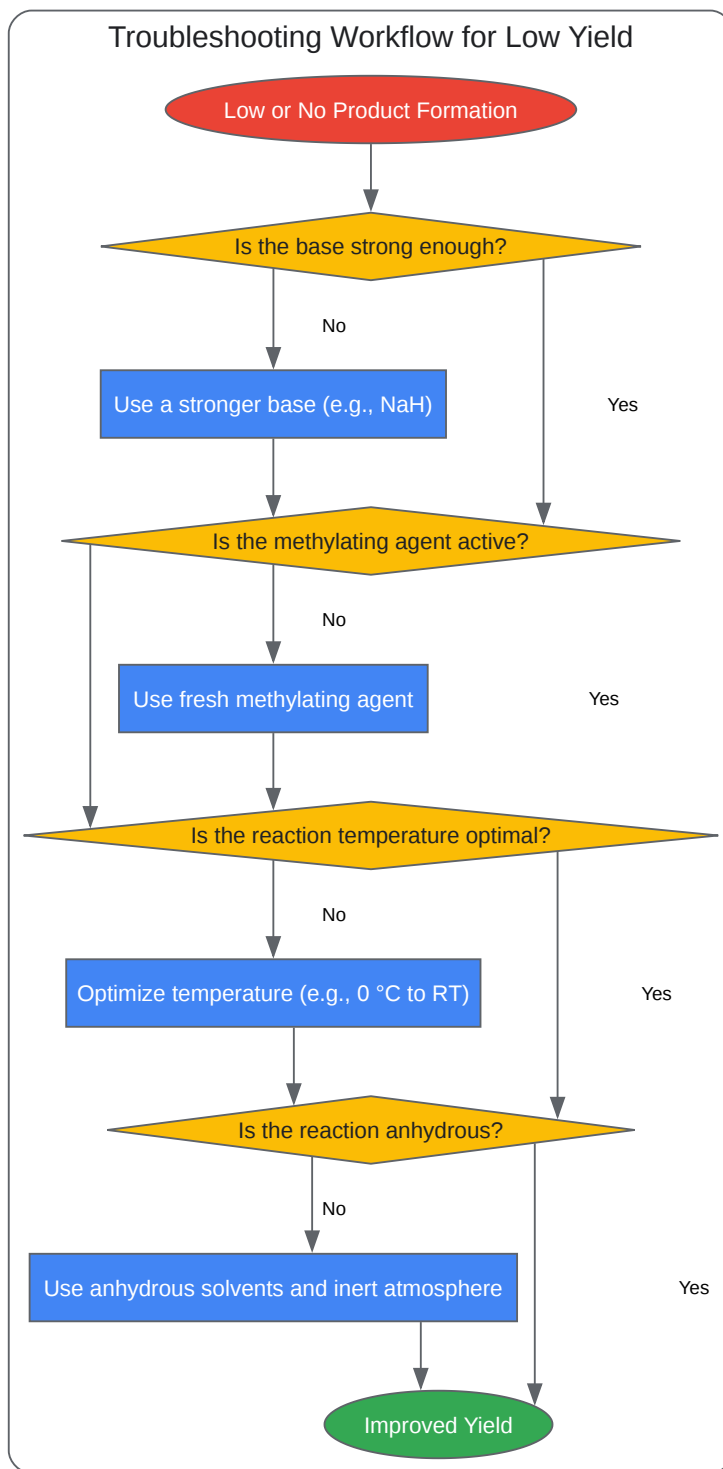 Troubleshooting Workflow for Low Yield
Low or No Product Formation
Is the base strong enough?
No
Use a stronger base (e.g., NaH)
Yes
Is the methylating agent active?
No
Use fresh methylating agent
Yes
Is the reaction temperature optimal?
No
Optimize temperature (e.g., 0 °C to RT)
Yes
Is the reaction anhydrous?
No
Use anhydrous solvents and inert atmosphere
Yes
Improved Yield